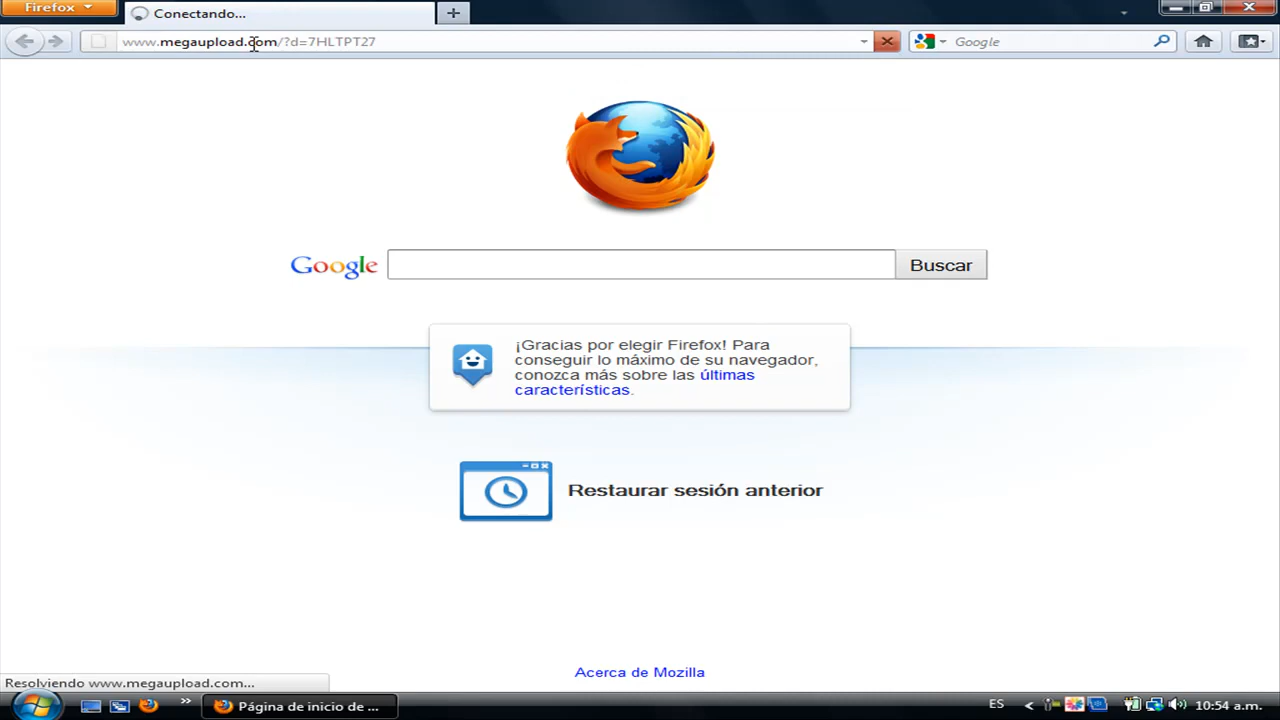 Firefox
Conectando...
www.megaupload.com/?d=7HLTPT27
Google
Google
Buscar
¡Gracias por elegir Firefox! Para
conseguir lo máximo de su navegador,
conozca más sobre las últimas
características.
Restaurar sesión anterior
Acerca de Mozilla
Resolviendo www.megaupload.com...
Página de inicio de ...
ES
10:54 a.m.